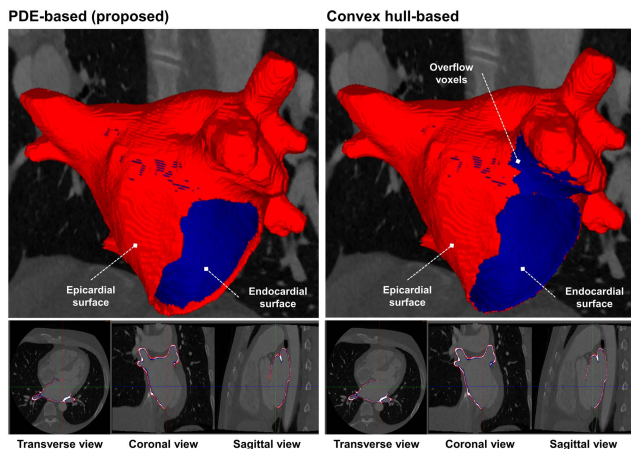 PDE-based (proposed)
Convex hull-based
Epicardial
surface
Endocardial
surface
Overflow
voxels
Epicardial
surface
Endocardial
surface
Transverse view
Coronal view
Sagittal view
Transverse view
Coronal view
Sagittal view